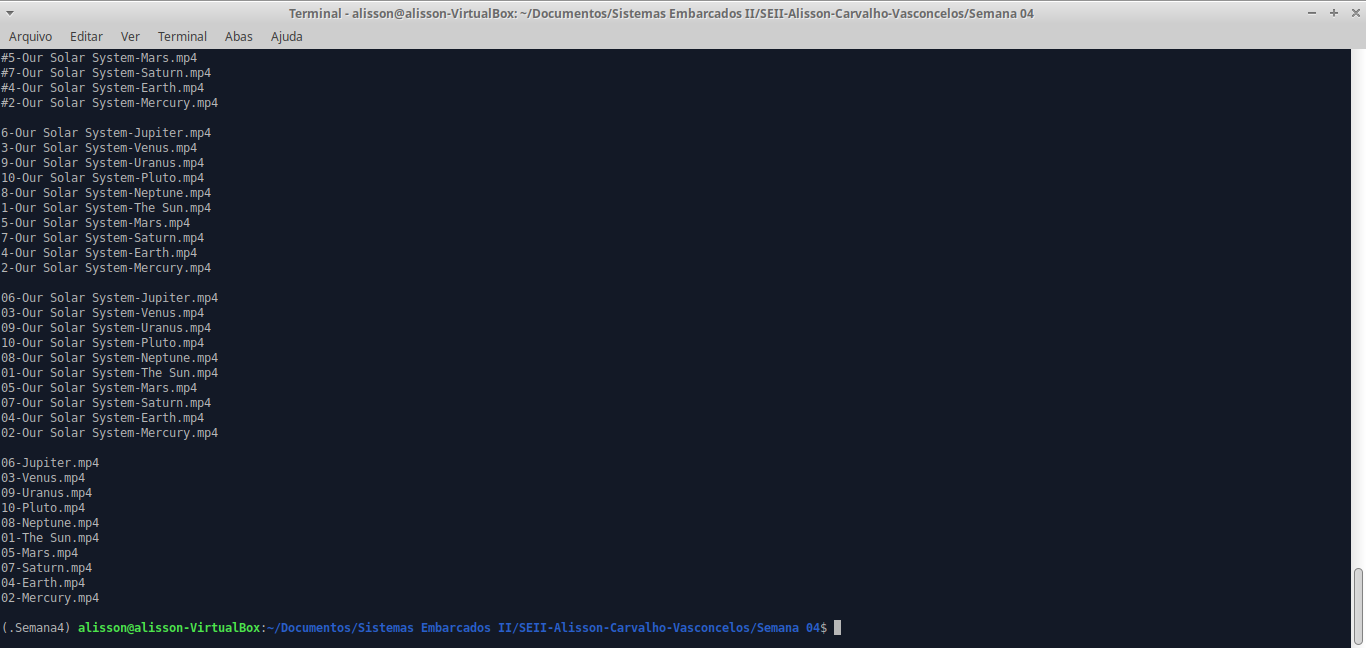 Terminal - alisson@alisson-VirtualBox: ~/Documentos/Sistemas Embarcados II/SEII-Alisson-Carvalho-Vasconcelos/Semana 04
Arquivo Editar Ver Terminal Abas Ajuda
#5-Our Solar System-Mars.mp4
#7-Our Solar System-Saturn.mp4
#4-Our Solar System-Earth.mp4
#2-Our Solar System-Mercury.mp4
6-Our Solar System-Jupiter.mp4
3-Our Solar System-Venus.mp4
9-Our Solar System-Uranus.mp4
10-Our Solar System-Pluto.mp4
8-Our Solar System-Neptune.mp4
1-Our Solar System-The Sun.mp4
5-Our Solar System-Mars.mp4
7-Our Solar System-Saturn.mp4
4-Our Solar System-Earth.mp4
2-Our Solar System-Mercury.mp4
06-Our Solar System-Jupiter.mp4
03-Our Solar System-Venus.mp4
09-Our Solar System-Uranus.mp4
10-Our Solar System-Pluto.mp4
08-Our Solar System-Neptune.mp4
01-Our Solar System-The Sun.mp4
05-Our Solar System-Mars.mp4
07-Our Solar System-Saturn.mp4
04-Our Solar System-Earth.mp4
02-Our Solar System-Mercury.mp4
06-Jupiter.mp4
03-Venus.mp4
09-Uranus.mp4
10-Pluto.mp4
08-Neptune.mp4
01-The Sun.mp4
05-Mars.mp4
07-Saturn.mp4
04-Earth.mp4
02-Mercury.mp4
(.Semana4) alisson@alisson-VirtualBox:~/Documentos/Sistemas Embarcados II/SEII-Alisson-Carvalho-Vasconcelos/Semana 04$